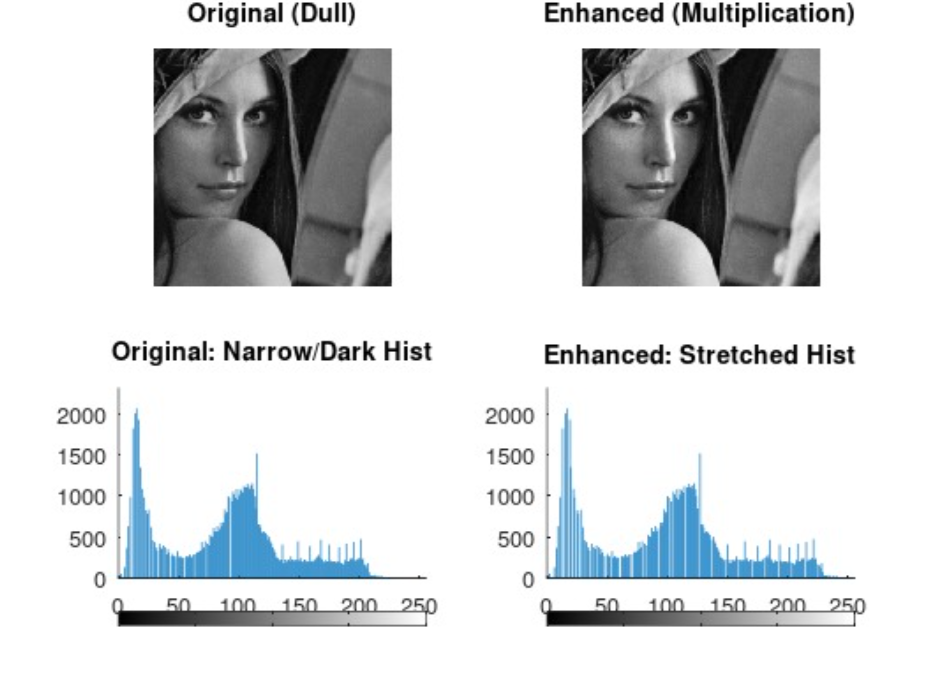 Original (Dull)
Enhanced (Multiplication)
Original: Narrow/Dark Hist
Enhanced: Stretched Hist
2000
1500
1000
500
0
0 50 100 150 200 250
2000
1500
1000
500
0
0 50 100 150 200 250